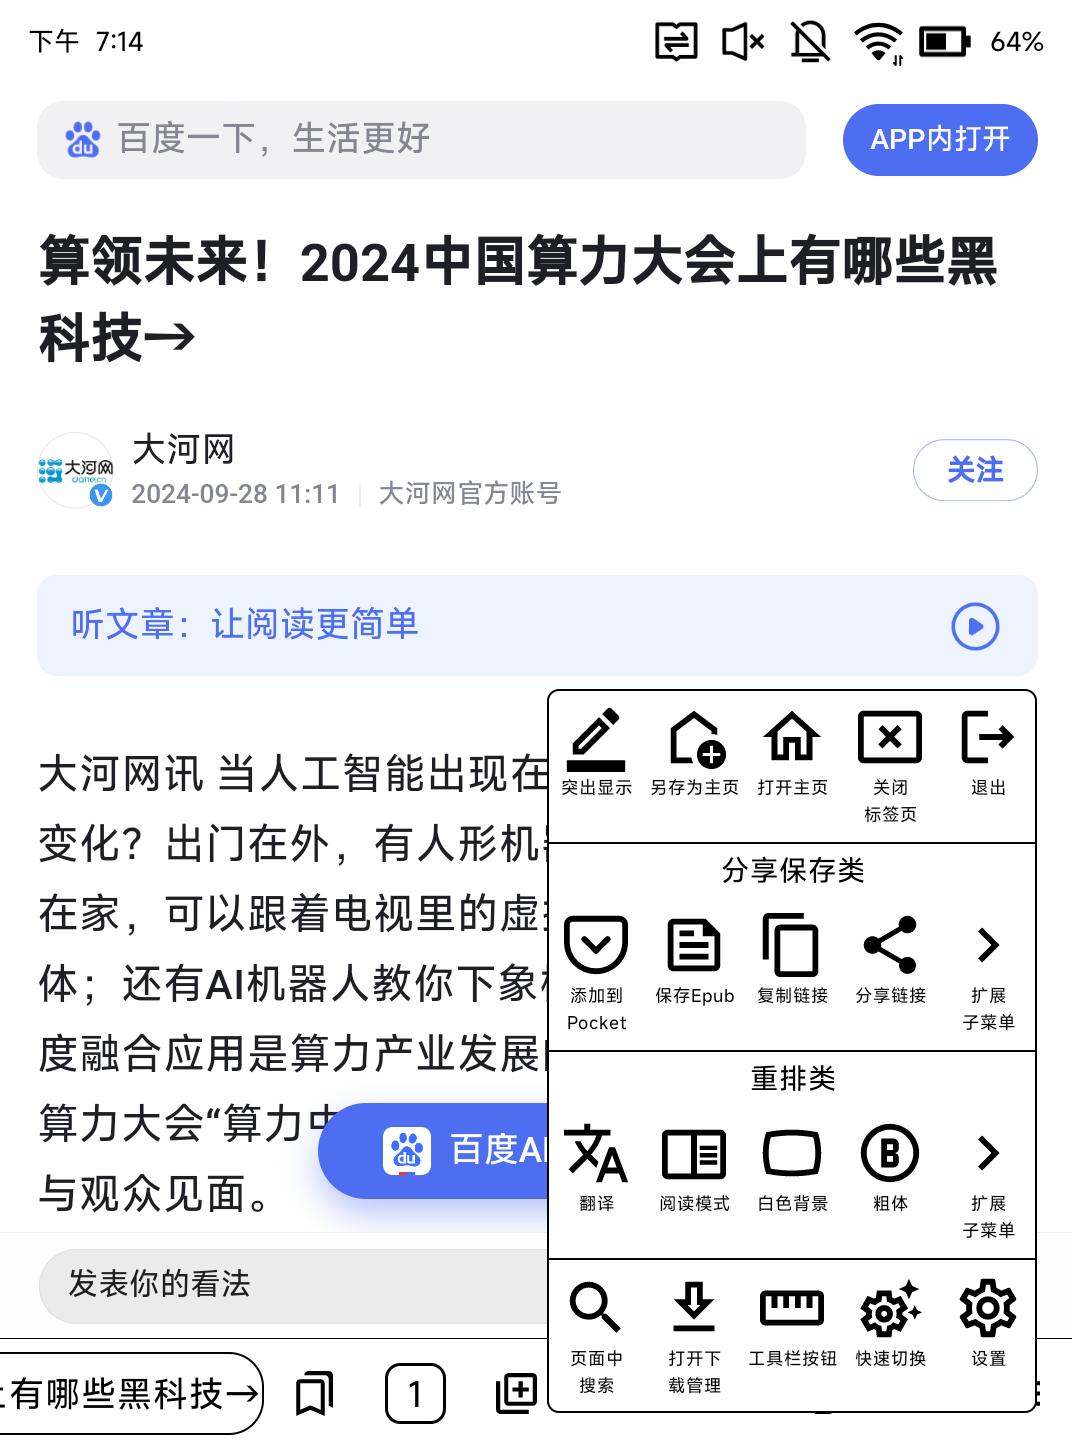 下午 7:14
64%
du 百度一下，生活更好
APP内打开
算领未来！2024中国算力大会上有哪些黑
科技→
大河网
dahe.cn
大河网
2024-09-28 11:11
大河网官方账号
关注
听文章：让阅读更简单
大河网讯 当人工智能出现在
变化？出门在外，有人形机
在家，可以跟着电视里的虚
体；还有AI机器人教你下象
度融合应用是算力产业发展
算力大会“算力中
与观众见面。
du 百度AI
发表你的看法
上有哪些黑科技→
1
突出显示
另存为主页
打开主页
关闭
标签页
退出
分享保存类
添加到
Pocket
保存Epub
复制链接
分享链接
扩展
子菜单
重排类
翻译
阅读模式
白色背景
B
粗体
扩展
子菜单
页面中
搜索
打开下
载管理
工具栏按钮
快速切换
设置